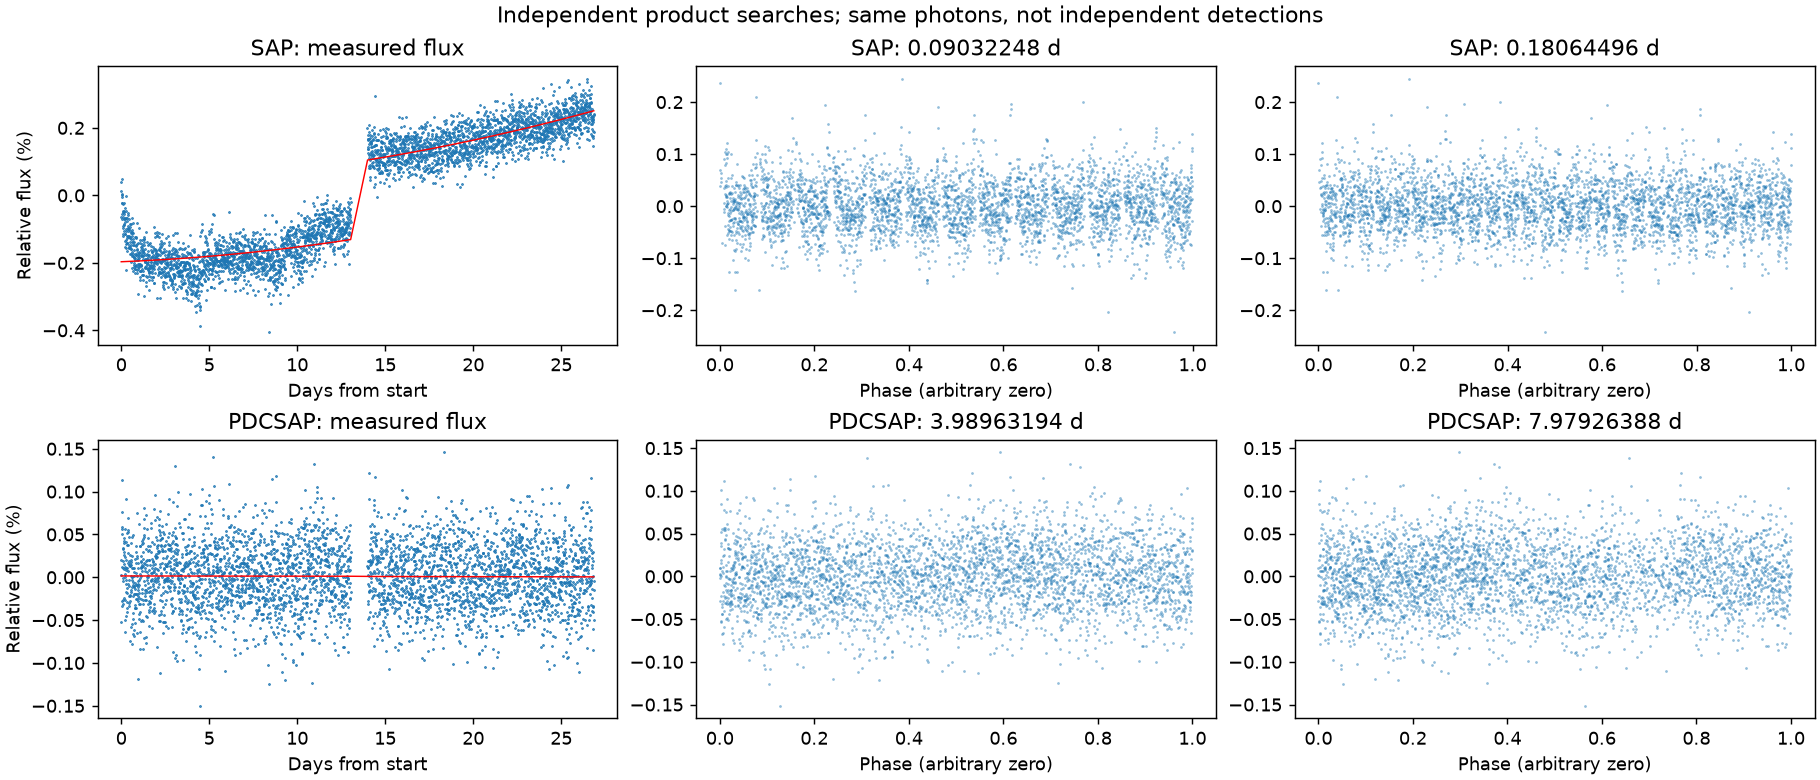 Independent product searches; same photons, not independent detections
SAP: measured flux
SAP: 0.09032248 d
SAP: 0.18064496 d
Relative flux (%)
0.2
0.0
−0.2
−0.4
0.2
0.1
0.0
−0.1
−0.2
0.2
0.1
0.0
−0.1
−0.2
0 5 10 15 20 25
0.0 0.2 0.4 0.6 0.8 1.0
0.0 0.2 0.4 0.6 0.8 1.0
Days from start
Phase (arbitrary zero)
Phase (arbitrary zero)
PDCSAP: measured flux
PDCSAP: 3.98963194 d
PDCSAP: 7.97926388 d
Relative flux (%)
0.15
0.10
0.05
0.00
−0.05
−0.10
−0.15
0.15
0.10
0.05
0.00
−0.05
−0.10
−0.15
0.15
0.10
0.05
0.00
−0.05
−0.10
−0.15
0 5 10 15 20 25
0.0 0.2 0.4 0.6 0.8 1.0
0.0 0.2 0.4 0.6 0.8 1.0
Days from start
Phase (arbitrary zero)
Phase (arbitrary zero)